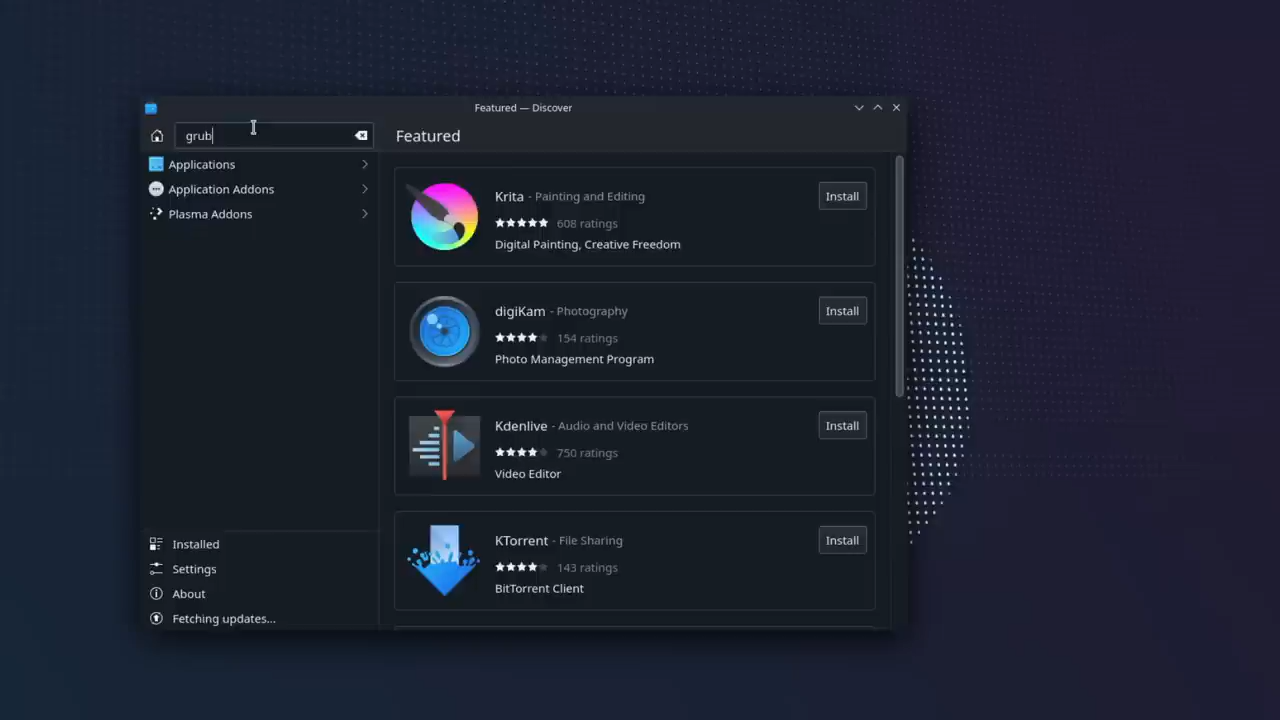 Featured — Discover
grub
Featured
Applications
Application Addons
Plasma Addons
Krita - Painting and Editing
Install
608 ratings
Digital Painting, Creative Freedom
digiKam - Photography
Install
154 ratings
Photo Management Program
Kdenlive - Audio and Video Editors
Install
750 ratings
Video Editor
KTorrent - File Sharing
Install
143 ratings
BitTorrent Client
Installed
Settings
About
Fetching updates...